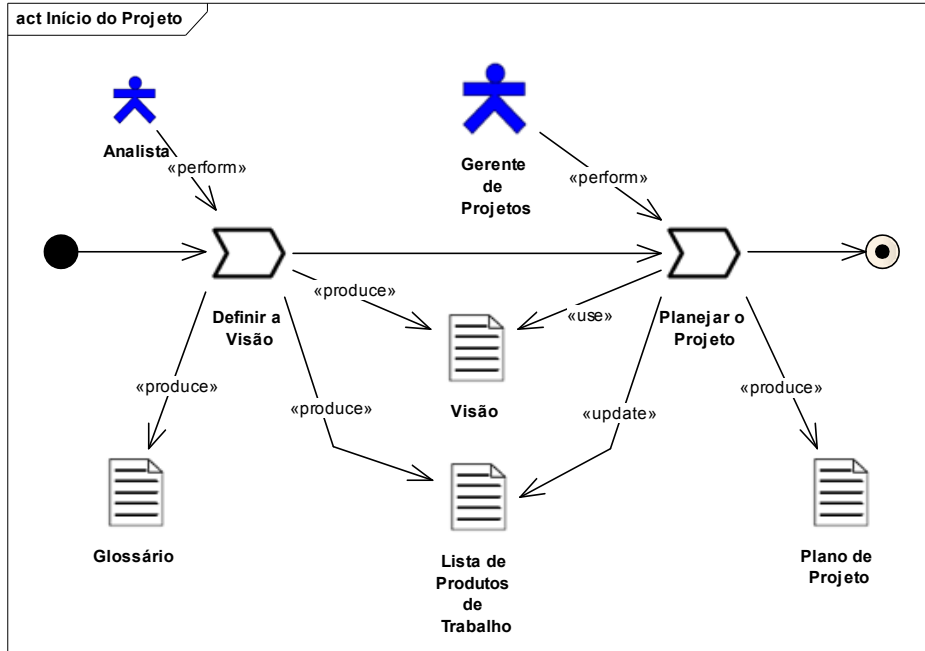 act Início do Projeto
Analista
«perform»
Gerente
de
Projetos
«perform»
Definir a
Visão
«produce»
«use»
Planejar o
Projeto
«produce»
«produce»
Visão
«update»
«produce»
Glossário
Lista de
Produtos
de
Trabalho
Plano de
Projeto